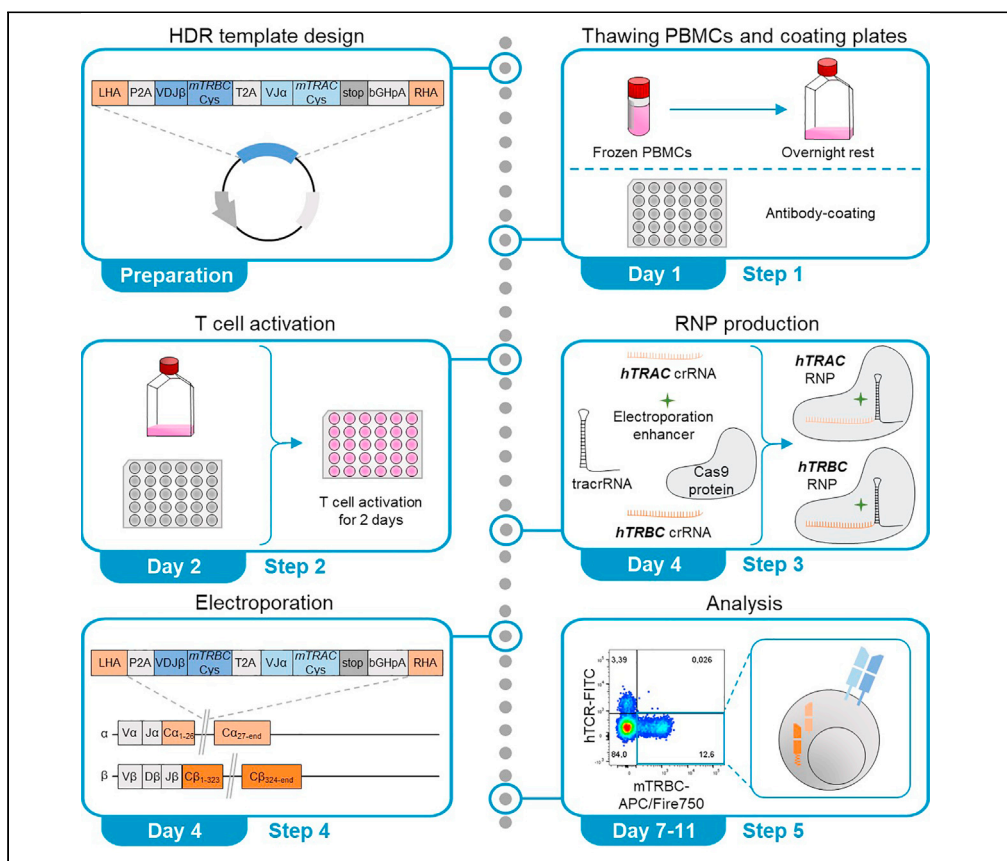 HDR template design
LHA P2A VDJβ mTRBC Cys T2A VJα mTRAC Cys stop bGHpA RHA
Preparation
Thawing PBMCs and coating plates
Frozen PBMCs
Overnight rest
Antibody-coating
Day 1 Step 1
T cell activation
T cell activation
for 2 days
Day 2 Step 2
RNP production
hTRAC crRNA
Electroporation
enhancer
tracrRNA
Cas9
protein
hTRBC crRNA
hTRAC
RNP
hTRBC
RNP
Day 4 Step 3
Electroporation
LHA P2A VDJβ mTRBC Cys T2A VJα mTRAC Cys stop bGHpA RHA
α Vα Jα Cα1-26 Cα27-end
β Vβ Dβ Jβ Cβ1-323 Cβ324-end
Day 4 Step 4
Analysis
3,39 0,026
hTCR-FITC
84,0 12.6
mTRBC-
APC/Fire750
Day 7-11 Step 5